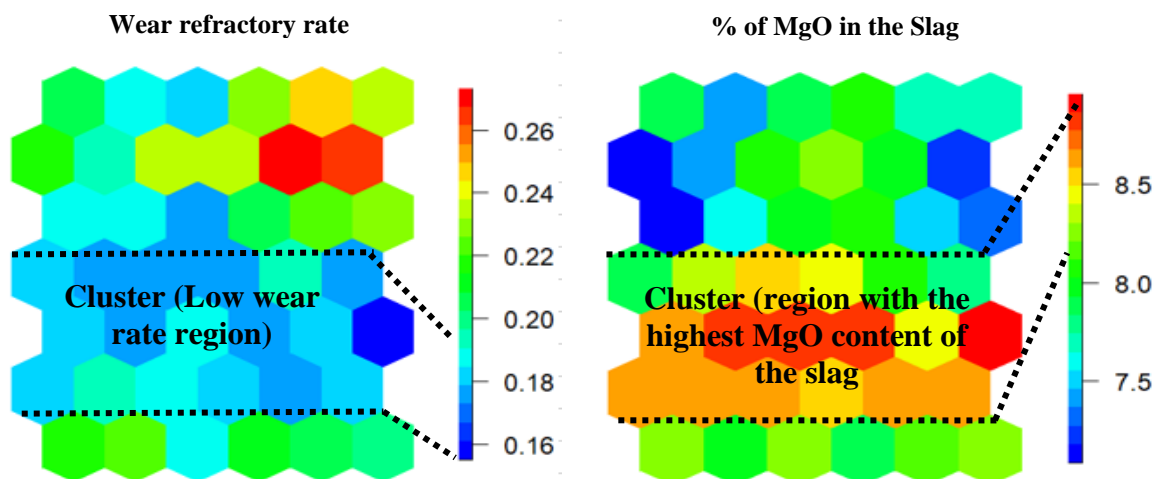 Wear refractory rate
% of MgO in the Slag
0.26
0.24
0.22
0.20
0.18
0.16
Cluster (Low wear
rate region)
8.5
8.0
7.5
Cluster (region with the
highest MgO content of
the slag